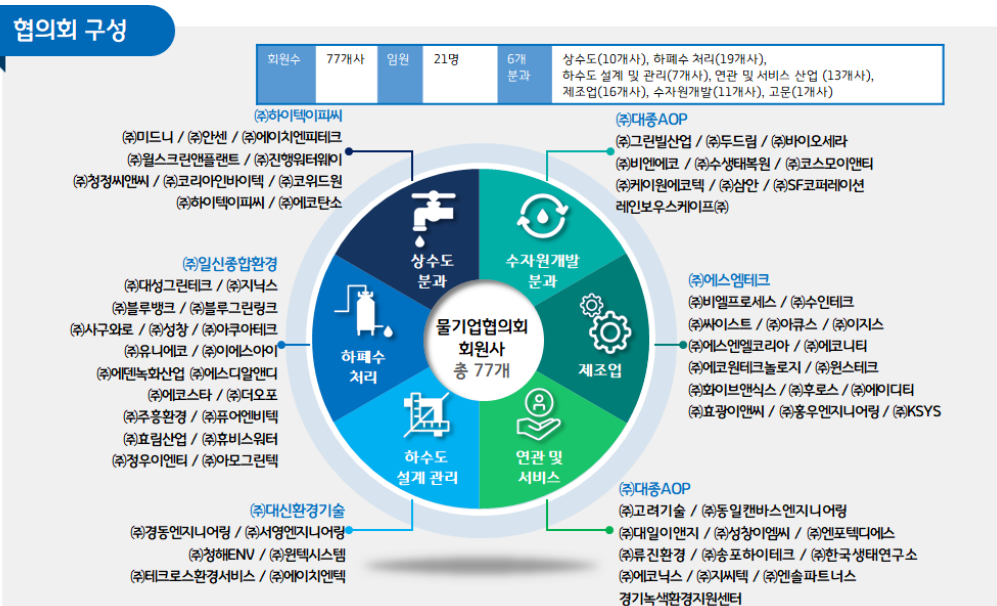 협의회 구성
회원수 77개사 임원 21명 6개 분과
상수도(10개사), 하폐수 처리(19개사),
하수도 설계 및 관리(7개사), 연관 및 서비스 산업 (13개사),
제조업(16개사), 수자원개발(11개사), 고문(1개사)
㈜하이텍이피씨
㈜미드니 / ㈜안센 / ㈜에이치엔피테크
㈜월스크린앤플랜트 / ㈜진행워터웨이
㈜청정씨앤씨 / ㈜코리아인바이텍 / ㈜코위드원
㈜하이텍이피씨 / ㈜에코탄소
㈜대종AOP
㈜그린빌산업 / ㈜두드림 / ㈜바이오세라
㈜비엔에코 / ㈜수생태복원 / ㈜코스모이앤티
㈜케이원에코텍 / ㈜삼안 / ㈜SF코퍼레이션
레인보우스케이프㈜
㈜일신종합환경
㈜대성그린테크 / ㈜지닉스
㈜블루뱅크 / ㈜블루그린링크
㈜사구와로 / ㈜성창 / ㈜아쿠아테크
㈜유니에코 / ㈜이에스아이
㈜에덴녹화산업 ㈜에스디알앤디
㈜에코스타 / ㈜더오포
㈜주흥환경 / ㈜퓨어엔비텍
㈜효림산업 / ㈜휴비스워터
㈜정우이엔티 / ㈜아모그린텍
상수도
분과
수자원개발
분과
하폐수
처리
물기업협의회
회원사
총 77개
제조업
하수도
설계 관리
연관 및
서비스
㈜에스엠테크
㈜비엘프로세스 / ㈜수인테크
㈜싸이스트 / ㈜아큐스 / ㈜이지스
㈜에스엔엘코리아 / ㈜에코니티
㈜에코원테크놀로지 / ㈜윈스테크
㈜화이브앤식스 / ㈜후로스 / ㈜에이디티
㈜효광이앤씨 / ㈜홍우엔지니어링 / ㈜KSYS
㈜대신환경기술
㈜경동엔지니어링 / ㈜서영엔지니어링
㈜청해ENV / ㈜윈텍시스템
㈜테크로스환경서비스 / ㈜에이치엔텍
㈜대종AOP
㈜고려기술 / ㈜동일캔바스엔지니어링
㈜대일이앤지 / ㈜성창이엠씨 / ㈜엔포텍디에스
㈜류진환경 / ㈜송포하이테크 / ㈜한국생태연구소
㈜에코닉스 / ㈜지씨텍 / ㈜엔솔파트너스
경기녹색환경지원센터